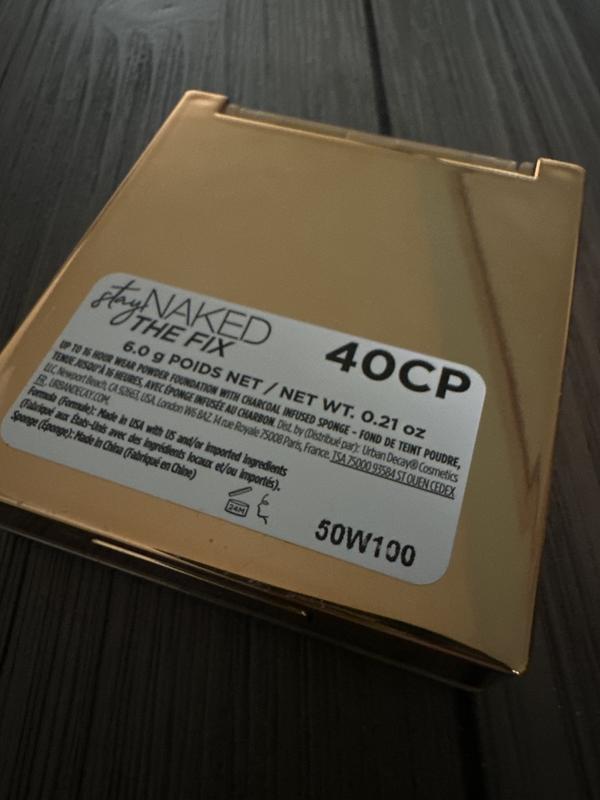 stay NAKED
THE FIX
40CP
6.0 g POIDS NET / NET WT. 0.21 oz
UP TO 16 HOUR WEAR POWDER FOUNDATION WITH CHARCOAL INFUSED SPONGE - FOND DE TEINT POUDRE,
TENUE JUSQU'À 16 HEURES, AVEC ÉPONGE INFUSÉE AU CHARBON. Dist. by (Distribué par): Urban Decay® Cosmetics
LLC, Newport Beach, CA 92663, USA. London W6 8AZ. 14 rue Royale 75008 Paris, France. TSA 75000 93584 ST OUEN CEDEX
FR. URBANDECAY.COM
Formula (Formule): Made in USA with US and/or imported ingredients
(Fabriqué aux États-Unis avec des ingrédients locaux et/ou importés).
Sponge (Éponge): Made in China (Fabriqué en Chine)
24M
50W100